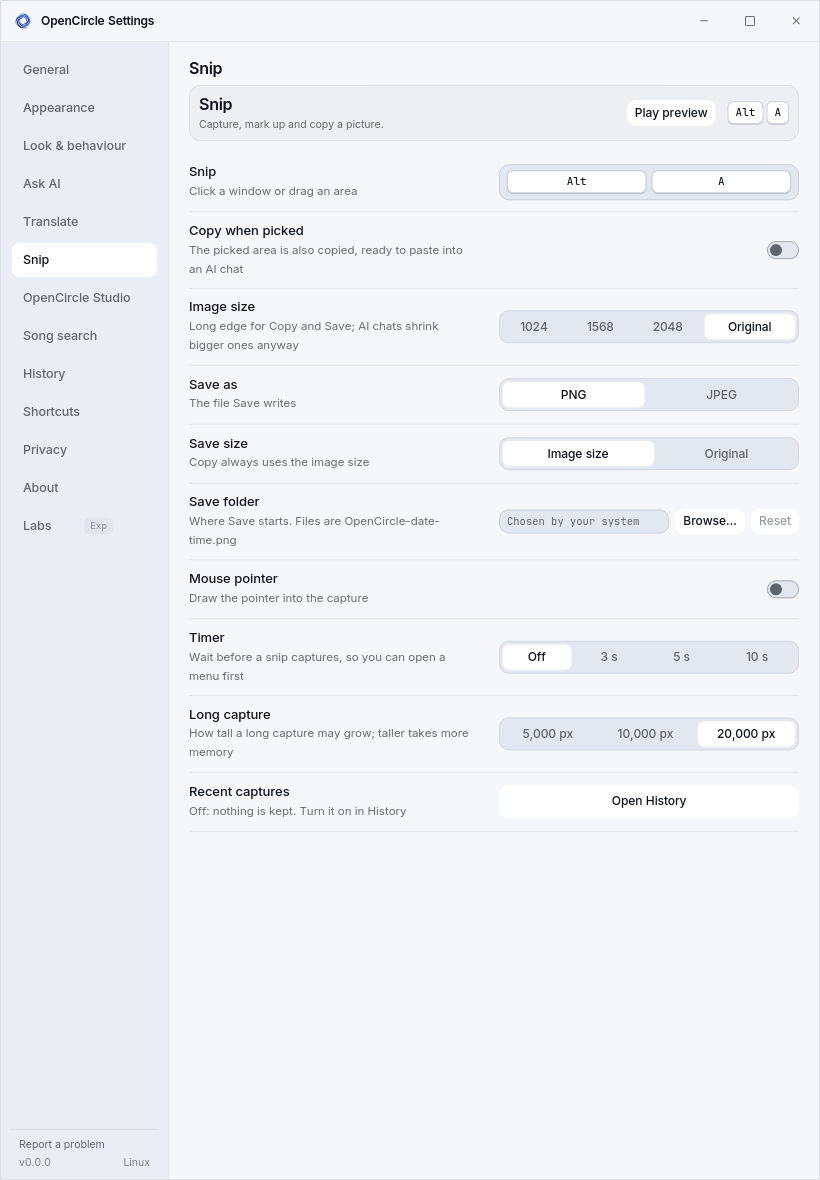 OpenCircle Settings
General
Appearance
Look & behaviour
Ask AI
Translate
Snip
OpenCircle Studio
Song search
History
Shortcuts
Privacy
About
Labs Exp
Report a problem
v0.0.0 Linux
Snip
Snip
Capture, mark up and copy a picture.
Play preview Alt A
Snip
Click a window or drag an area
Alt A
Copy when picked
The picked area is also copied, ready to paste into
an AI chat
Image size
Long edge for Copy and Save; AI chats shrink
bigger ones anyway
1024 1568 2048 Original
Save as
The file Save writes
PNG JPEG
Save size
Copy always uses the image size
Image size Original
Save folder
Where Save starts. Files are OpenCircle-date-
time.png
Chosen by your system Browse... Reset
Mouse pointer
Draw the pointer into the capture
Timer
Wait before a snip captures, so you can open a
menu first
Off 3 s 5 s 10 s
Long capture
How tall a long capture may grow; taller takes more
memory
5,000 px 10,000 px 20,000 px
Recent captures
Off: nothing is kept. Turn it on in History
Open History